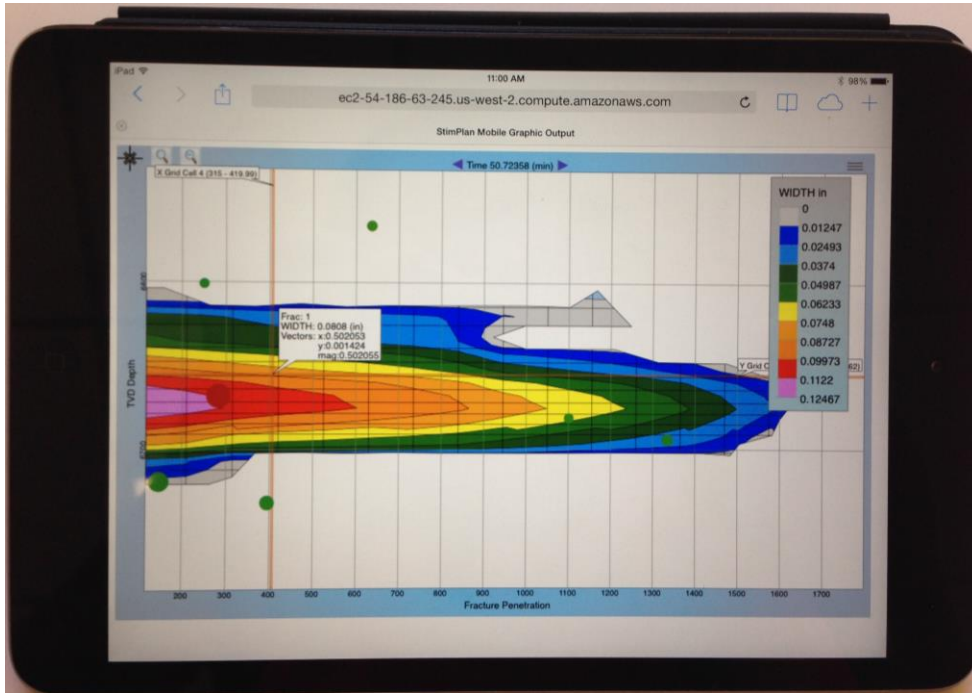 iPad
11:00 AM
98%
ec2-54-186-63-245.us-west-2.compute.amazonaws.com
StimPlan Mobile Graphic Output
Time 50.72358 (min)
X Grid Cell 4 (315 - 419.99)
WIDTH in
0
0.01247
0.02493
0.0374
0.04987
0.06233
0.0748
0.08727
0.09973
0.1122
0.12467
6600
Frac: 1
WIDTH: 0.0808 (in)
Vectors: x:0.502053
y:0.001424
mag:0.502055
Y Grid C
62)
TVD Depth
6700
200 300 400 500 600 700 800 900 1000 1100 1200 1300 1400 1500 1600 1700
Fracture Penetration